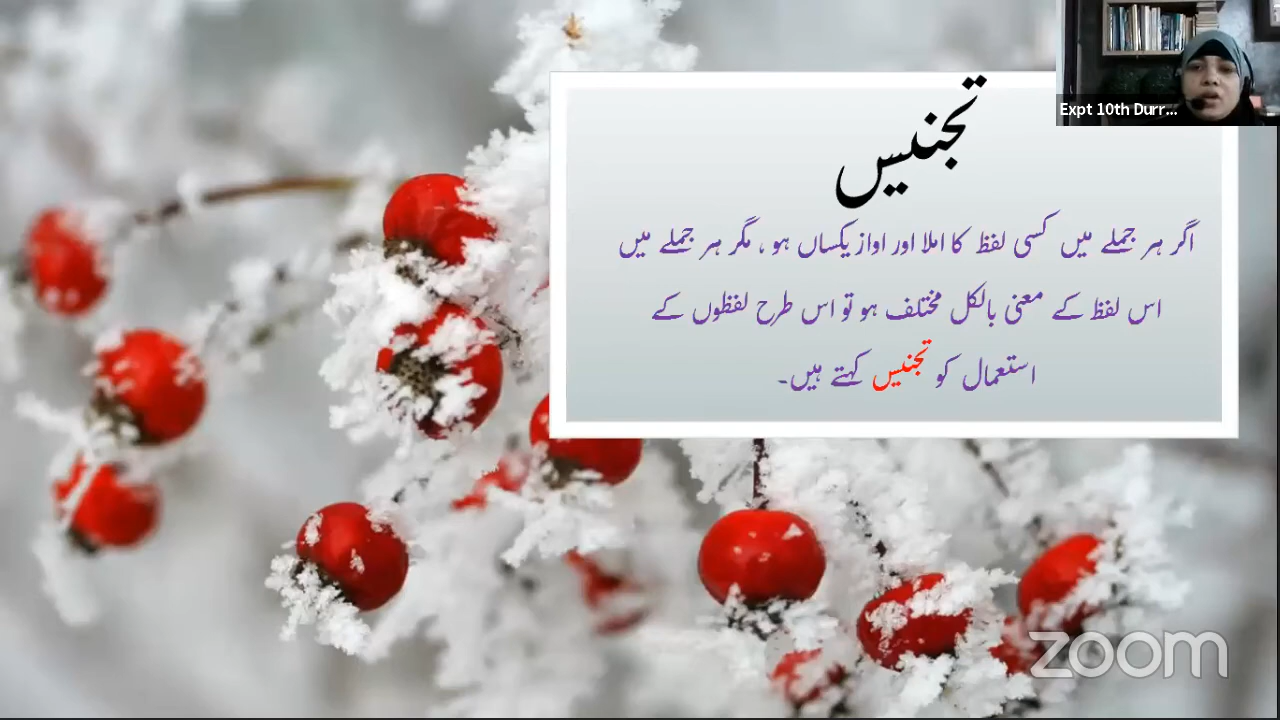 Expt 10th Durr...
تجنیس
اگر ہر جملے میں کسی لفظ کا املا اور اواز یکساں ہو ، مگر ہر جملے میں
اس لفظ کے معنی بالکل مختلف ہو تو اس طرح لفظوں کے
استعمال کو تجنیس کہتے ہیں۔
zoom